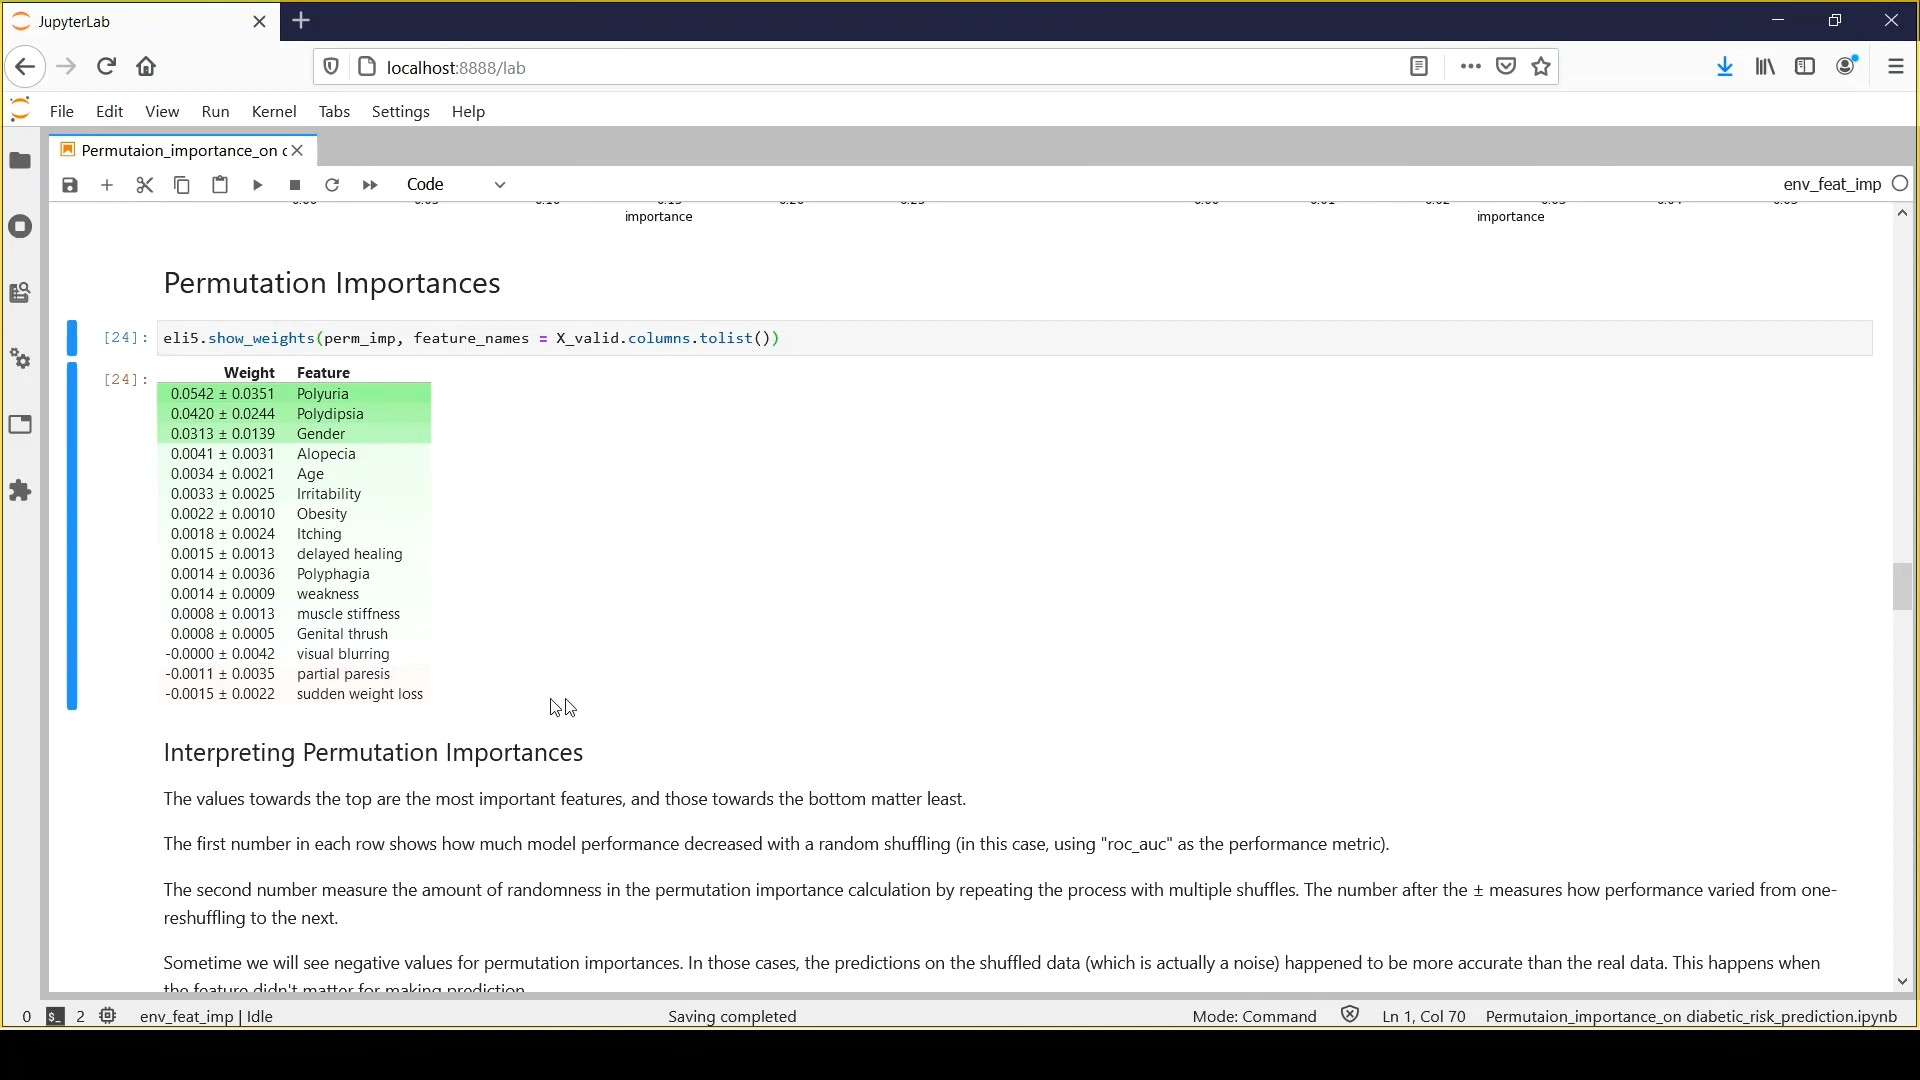 JupyterLab
localhost:8888/lab
File Edit View Run Kernel Tabs Settings Help
Permutaion_importance_on
Code
env_feat_imp
importance importance
Permutation Importances
[24]: eli5.show_weights(perm_imp, feature_names = X_valid.columns.tolist())
[24]: Weight Feature
0.0542 ± 0.0351 Polyuria
0.0420 ± 0.0244 Polydipsia
0.0313 ± 0.0139 Gender
0.0041 ± 0.0031 Alopecia
0.0034 ± 0.0021 Age
0.0033 ± 0.0025 Irritability
0.0022 ± 0.0010 Obesity
0.0018 ± 0.0024 Itching
0.0015 ± 0.0013 delayed healing
0.0014 ± 0.0036 Polyphagia
0.0014 ± 0.0009 weakness
0.0008 ± 0.0013 muscle stiffness
0.0008 ± 0.0005 Genital thrush
-0.0000 ± 0.0042 visual blurring
-0.0011 ± 0.0035 partial paresis
-0.0015 ± 0.0022 sudden weight loss
Interpreting Permutation Importances
The values towards the top are the most important features, and those towards the bottom matter least.
The first number in each row shows how much model performance decreased with a random shuffling (in this case, using "roc_auc" as the performance metric).
The second number measure the amount of randomness in the permutation importance calculation by repeating the process with multiple shuffles. The number after the ± measures how performance varied from one-
reshuffling to the next.
Sometime we will see negative values for permutation importances. In those cases, the predictions on the shuffled data (which is actually a noise) happened to be more accurate than the real data. This happens when
the feature didn't matter for making prediction
0 $_ 2 env_feat_imp | Idle Saving completed Mode: Command Ln 1, Col 70 Permutaion_importance_on diabetic_risk_prediction.ipynb